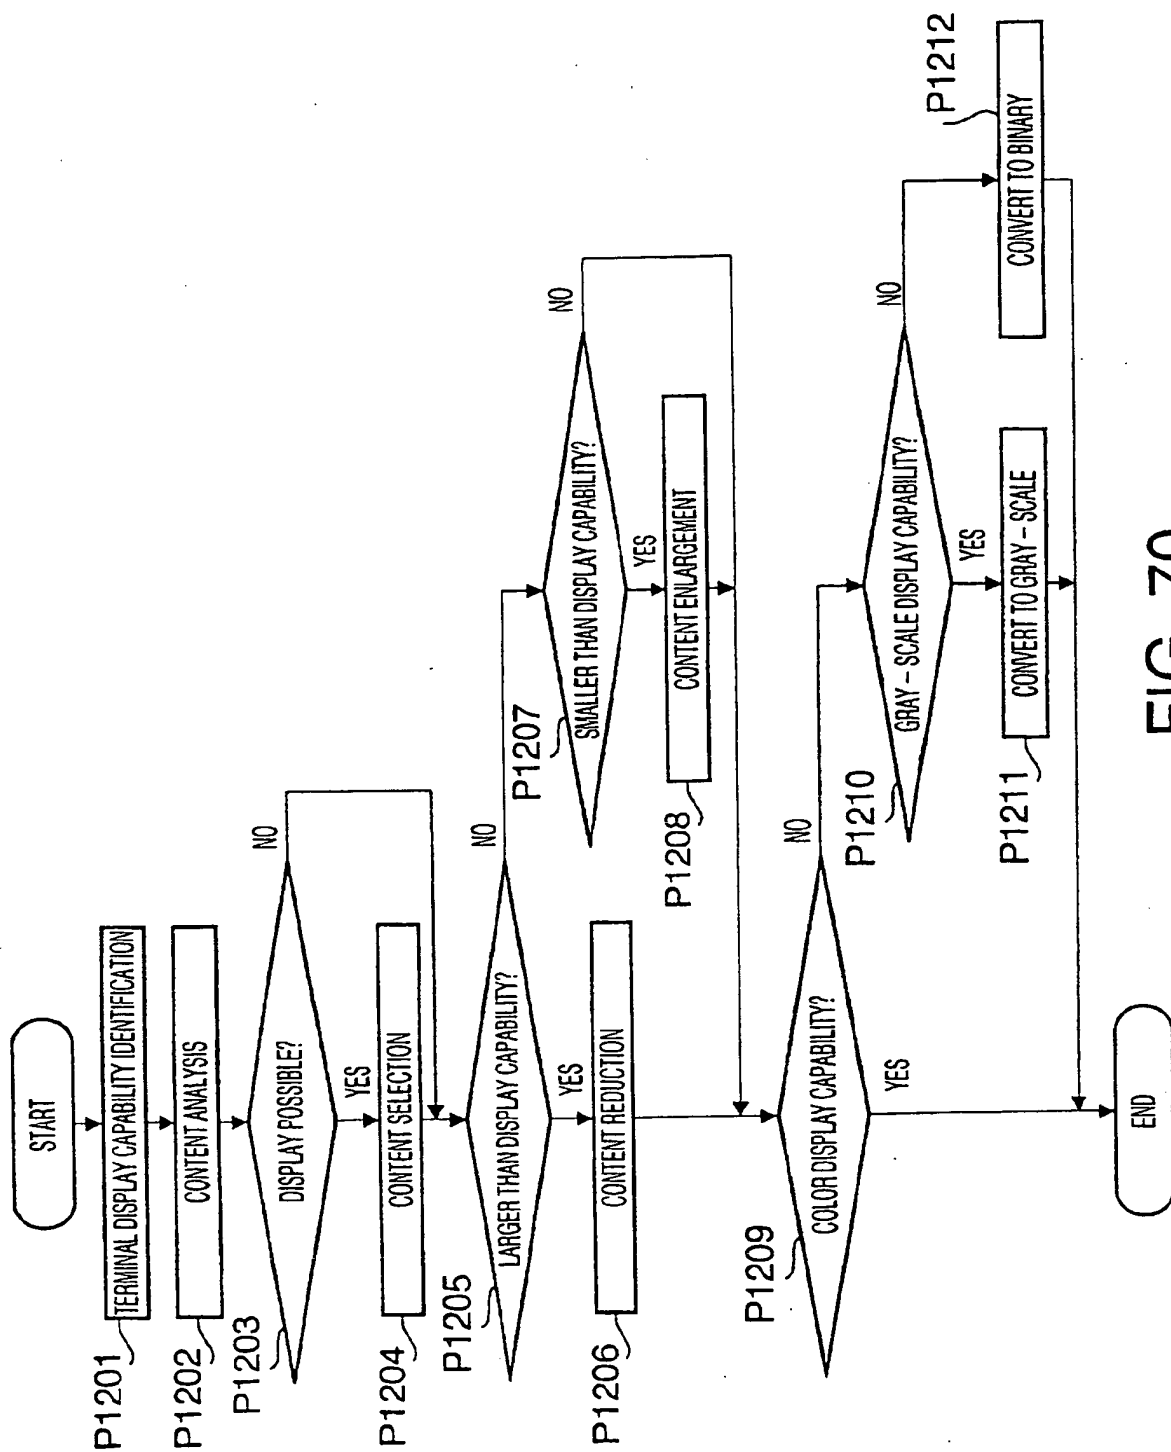 START
P1201
TERMINAL DISPLAY CAPABILITY IDENTIFICATION
P1202
CONTENT ANALYSIS
P1203
DISPLAY POSSIBLE?
NO
YES
P1204
CONTENT SELECTION
P1205
LARGER THAN DISPLAY CAPABILITY?
NO
YES
P1206
CONTENT REDUCTION
P1207
SMALLER THAN DISPLAY CAPABILITY?
NO
YES
P1208
CONTENT ENLARGEMENT
P1209
COLOR DISPLAY CAPABILITY?
NO
YES
P1210
GRAY – SCALE DISPLAY CAPABILITY?
NO
YES
P1211
CONVERT TO GRAY – SCALE
P1212
CONVERT TO BINARY
END
FIG